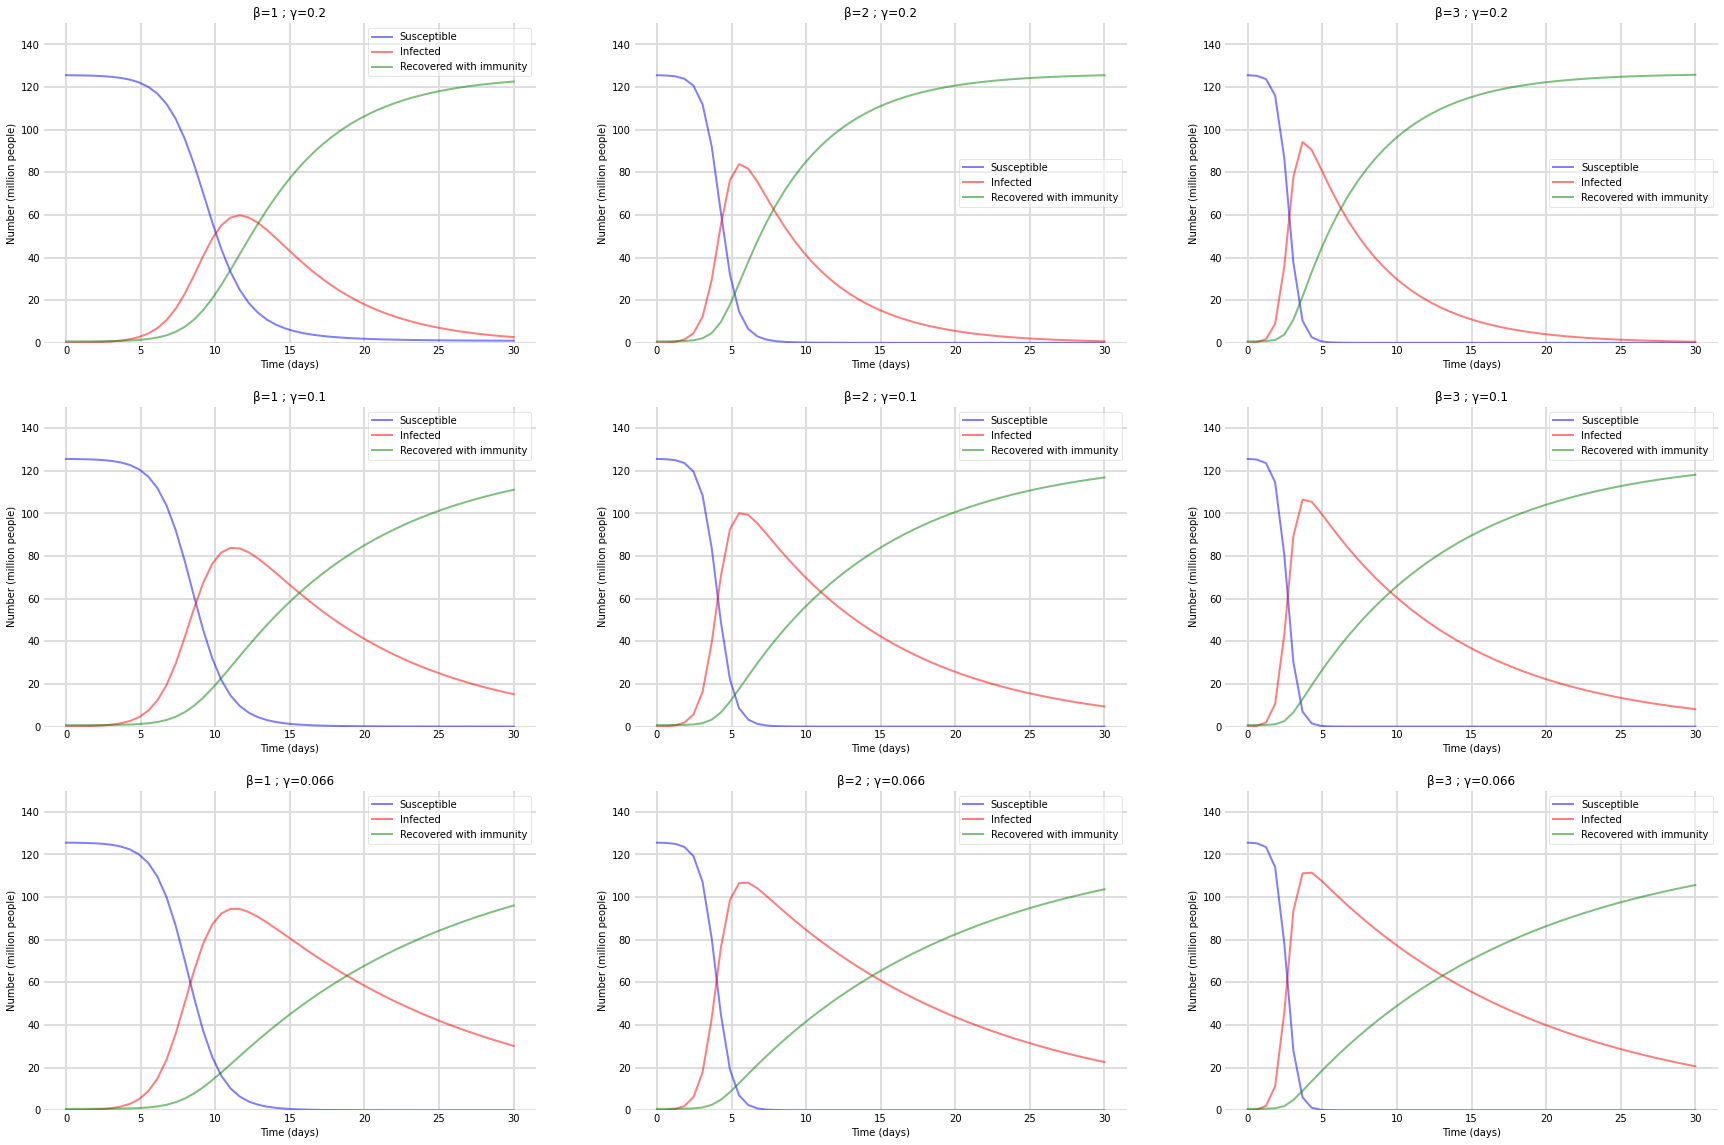 β=1 ; γ=0.2
Number (million people)
140
120
100
80
60
40
20
0
Susceptible
Infected
Recovered with immunity
0 5 10 15 20 25 30
Time (days)
β=2 ; γ=0.2
Number (million people)
140
120
100
80
60
40
20
0
Susceptible
Infected
Recovered with immunity
0 5 10 15 20 25 30
Time (days)
β=3 ; γ=0.2
Number (million people)
140
120
100
80
60
40
20
0
Susceptible
Infected
Recovered with immunity
0 5 10 15 20 25 30
Time (days)
β=1 ; γ=0.1
Number (million people)
140
120
100
80
60
40
20
0
Susceptible
Infected
Recovered with immunity
0 5 10 15 20 25 30
Time (days)
β=2 ; γ=0.1
Number (million people)
140
120
100
80
60
40
20
0
Susceptible
Infected
Recovered with immunity
0 5 10 15 20 25 30
Time (days)
β=3 ; γ=0.1
Number (million people)
140
120
100
80
60
40
20
0
Susceptible
Infected
Recovered with immunity
0 5 10 15 20 25 30
Time (days)
β=1 ; γ=0.066
Number (million people)
140
120
100
80
60
40
20
0
Susceptible
Infected
Recovered with immunity
0 5 10 15 20 25 30
Time (days)
β=2 ; γ=0.066
Number (million people)
140
120
100
80
60
40
20
0
Susceptible
Infected
Recovered with immunity
0 5 10 15 20 25 30
Time (days)
β=3 ; γ=0.066
Number (million people)
140
120
100
80
60
40
20
0
Susceptible
Infected
Recovered with immunity
0 5 10 15 20 25 30
Time (days)